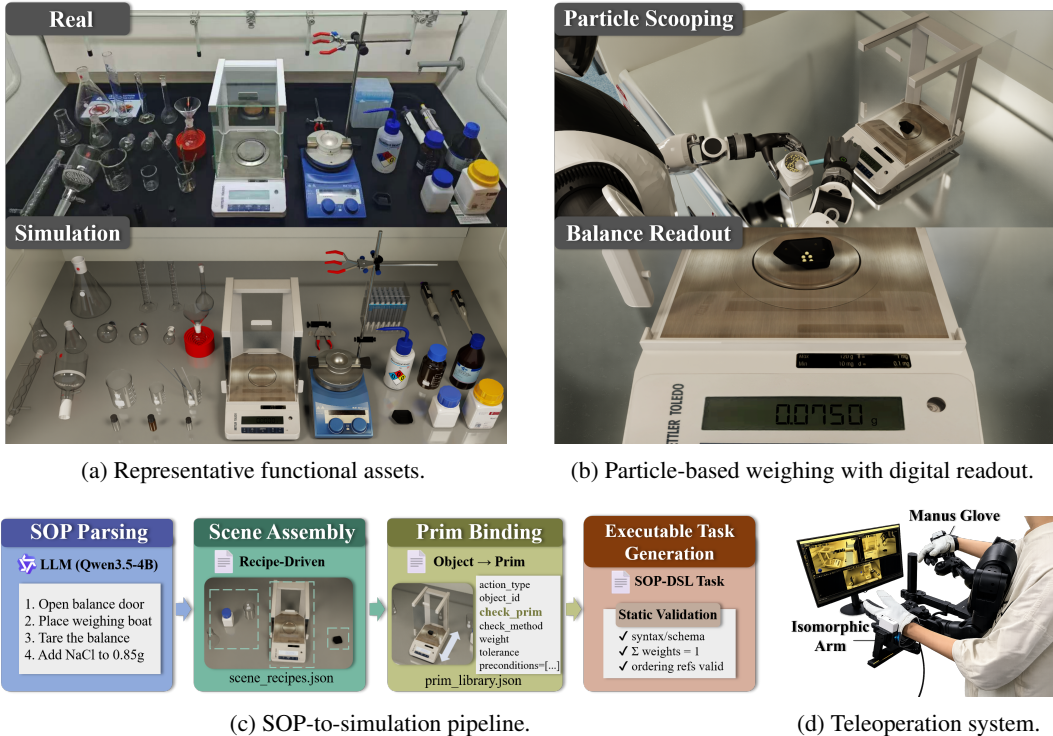 Real
Simulation
Particle Scooping
Balance Readout
METTLER TOLEDO
0.0750 g
(a) Representative functional assets.
(b) Particle-based weighing with digital readout.
SOP Parsing
LLM (Qwen3.5-4B)
1. Open balance door
2. Place weighing boat
3. Tare the balance
4. Add NaCl to 0.85g
Scene Assembly
Recipe-Driven
scene_recipes.json
Prim Binding
Object → Prim
action_type
object_id
check_prim
check_method
weight
tolerance
preconditions=[...]
prim_library.json
Executable Task
Generation
SOP-DSL Task
Static Validation
✓ syntax/schema
✓ Σ weights = 1
✓ ordering refs valid
Manus Glove
Isomorphic
Arm
(c) SOP-to-simulation pipeline.
(d) Teleoperation system.